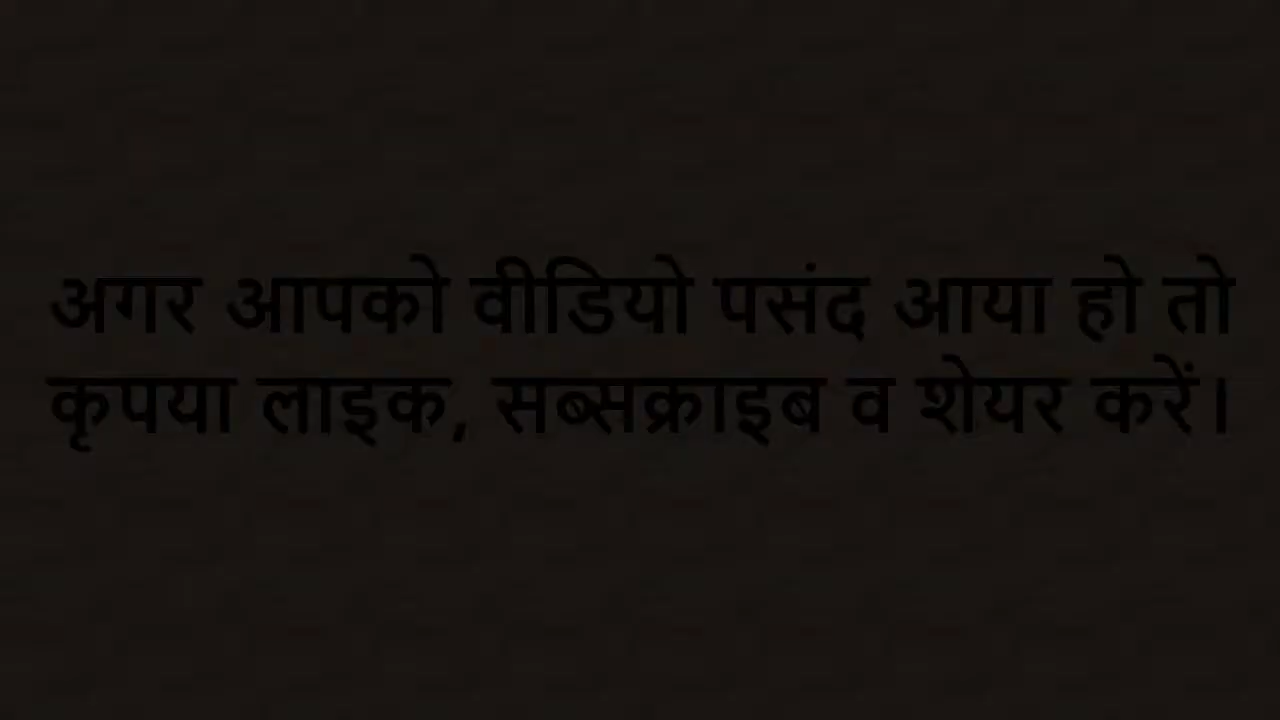 अगर आपको वीडियो पसंद आया हो तो
कृपया लाइक, सब्सक्राइब व शेयर करें।